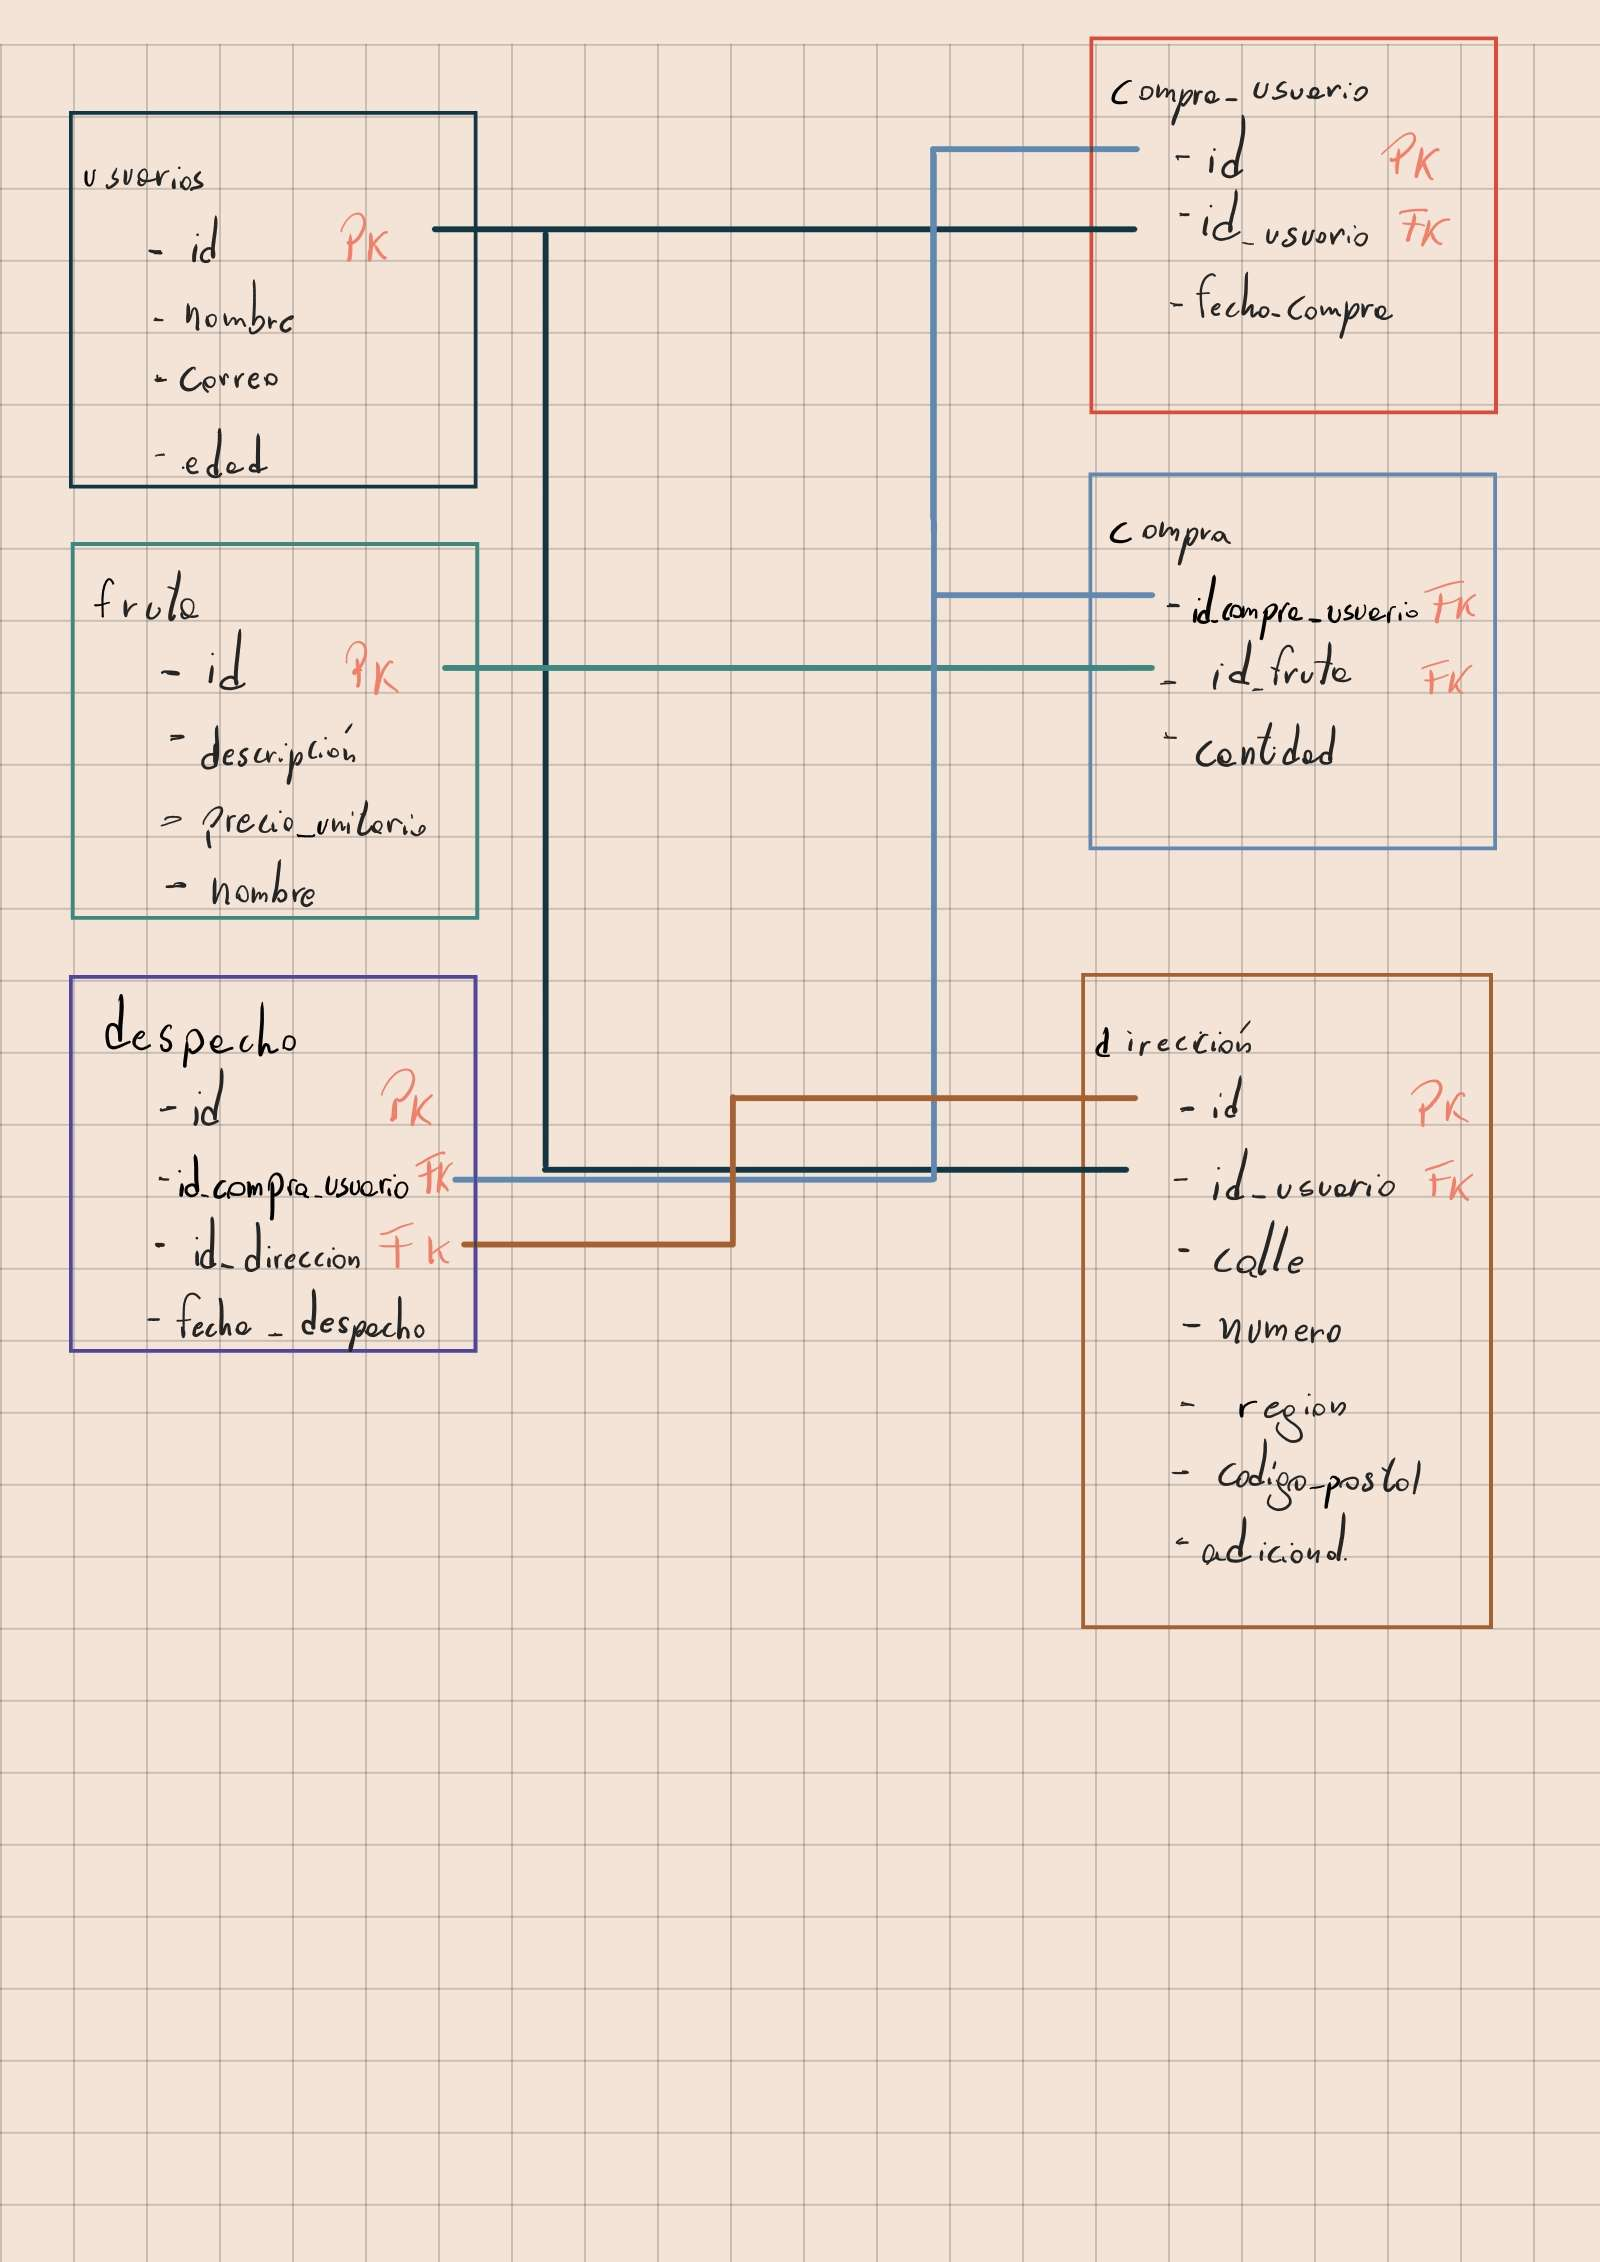 usuarios
- id PK
- nombre
- correo
- edad
fruta
- id PK
- descripción
- precio_unitario
- nombre
despacho
- id PK
- id_compra_usuario FK
- id_direccion FK
- fecha_despacho
compra_usuario
- id PK
- id_usuario FK
- fecha_compra
compra
- id_compra_usuario FK
- id_fruta FK
- cantidad
dirección
- id PK
- id_usuario FK
- calle
- numero
- region
- codigo_postal
- adicional